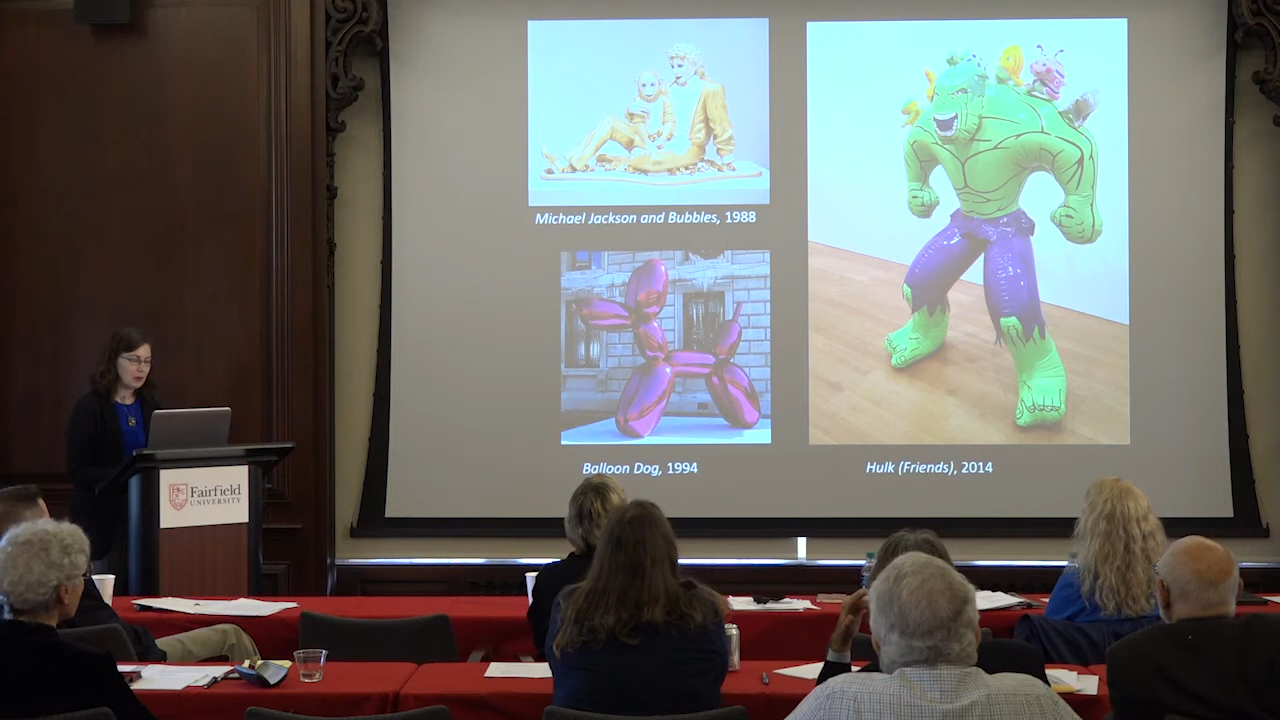 Michael Jackson and Bubbles, 1988
Balloon Dog, 1994
Hulk (Friends), 2014
Fairfield
UNIVERSITY